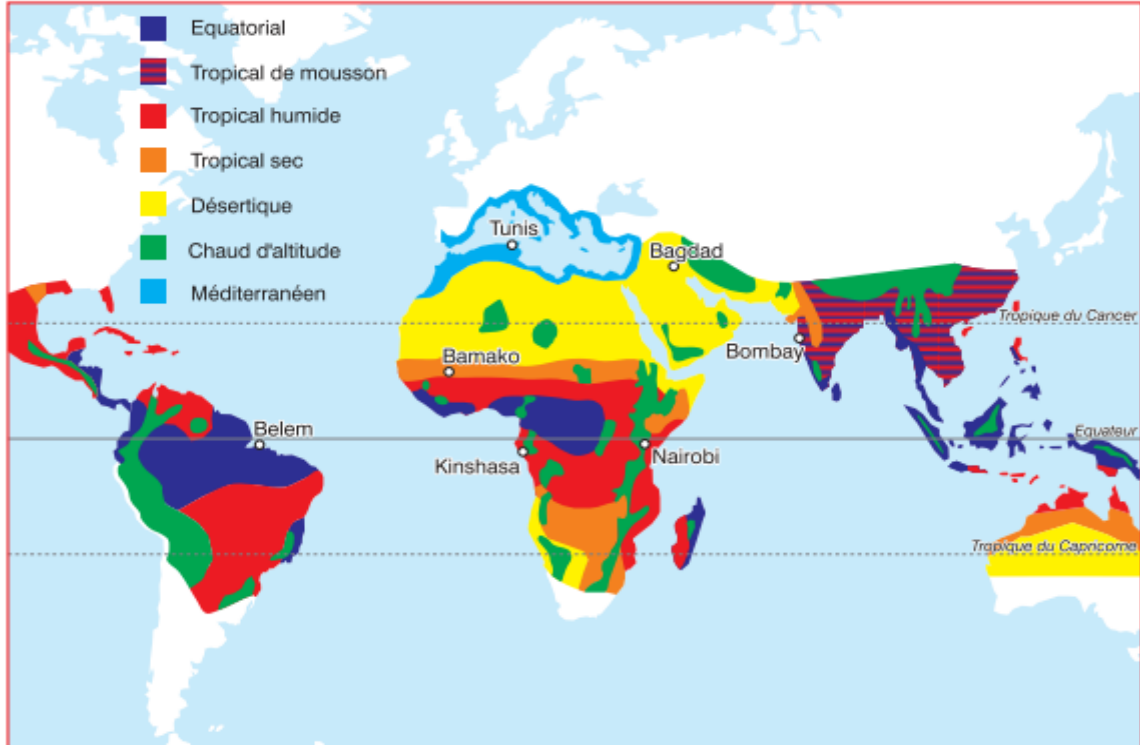 Equatorial
Tropical de mousson
Tropical humide
Tropical sec
Désertique
Chaud d'altitude
Méditerranéen
Tunis
Bagdad
Tropique du Cancer
Bombay
Bamako
Belem
Equateur
Kinshasa
Nairobi
Tropique du Capricorne